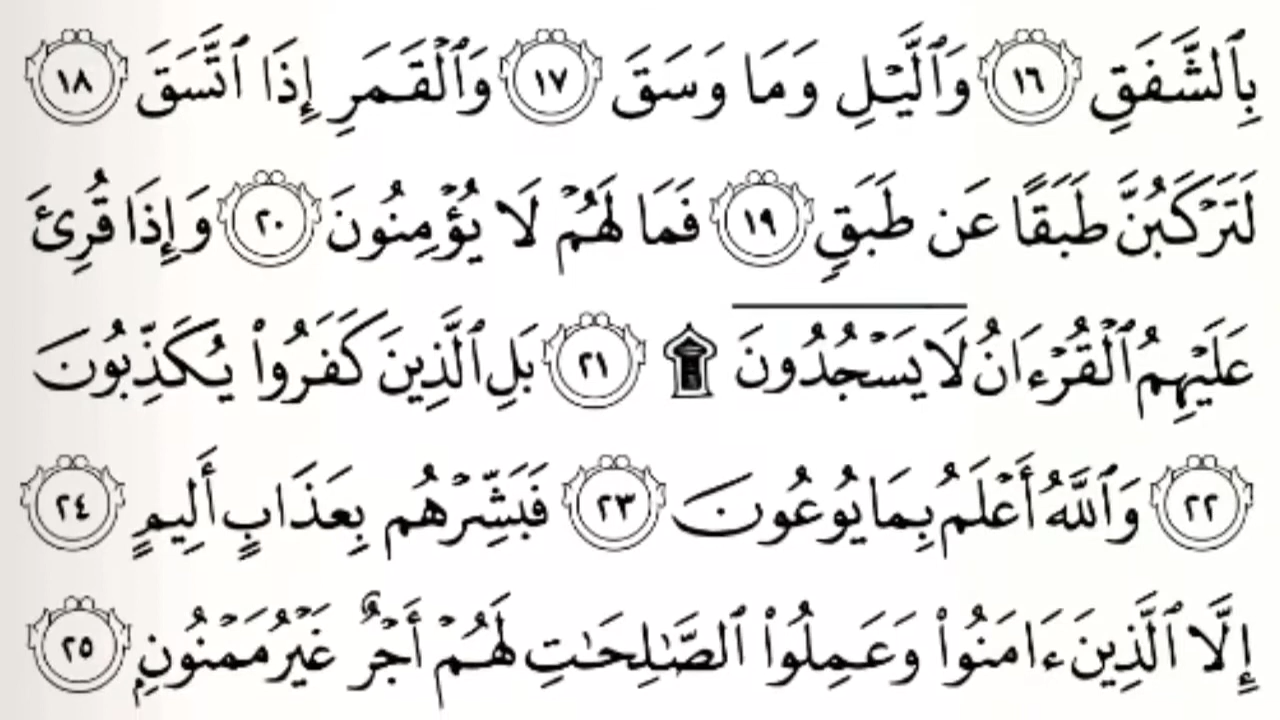 بِٱلشَّفَقِ ١٦ وَٱلَّيۡلِ وَمَا وَسَقَ ١٧ وَٱلۡقَمَرِ إِذَا ٱتَّسَقَ ١٨
لَتَرۡكَبُنَّ طَبَقًا عَن طَبَقٖ ١٩ فَمَا لَهُمۡ لَا يُؤۡمِنُونَ ٢٠ وَإِذَا قُرِئَ
عَلَيۡهِمُ ٱلۡقُرۡءَانُ لَا يَسۡجُدُونَ ۩ ٢١ بَلِ ٱلَّذِينَ كَفَرُواْ يُكَذِّبُونَ
٢٢ وَٱللَّهُ أَعۡلَمُ بِمَا يُوعُونَ ٢٣ فَبَشِّرۡهُم بِعَذَابٍ أَلِيمٍ ٢٤
إِلَّا ٱلَّذِينَ ءَامَنُواْ وَعَمِلُواْ ٱلصَّٰلِحَٰتِ لَهُمۡ أَجۡرٌ غَيۡرُ مَمۡنُونِۭ ٢٥